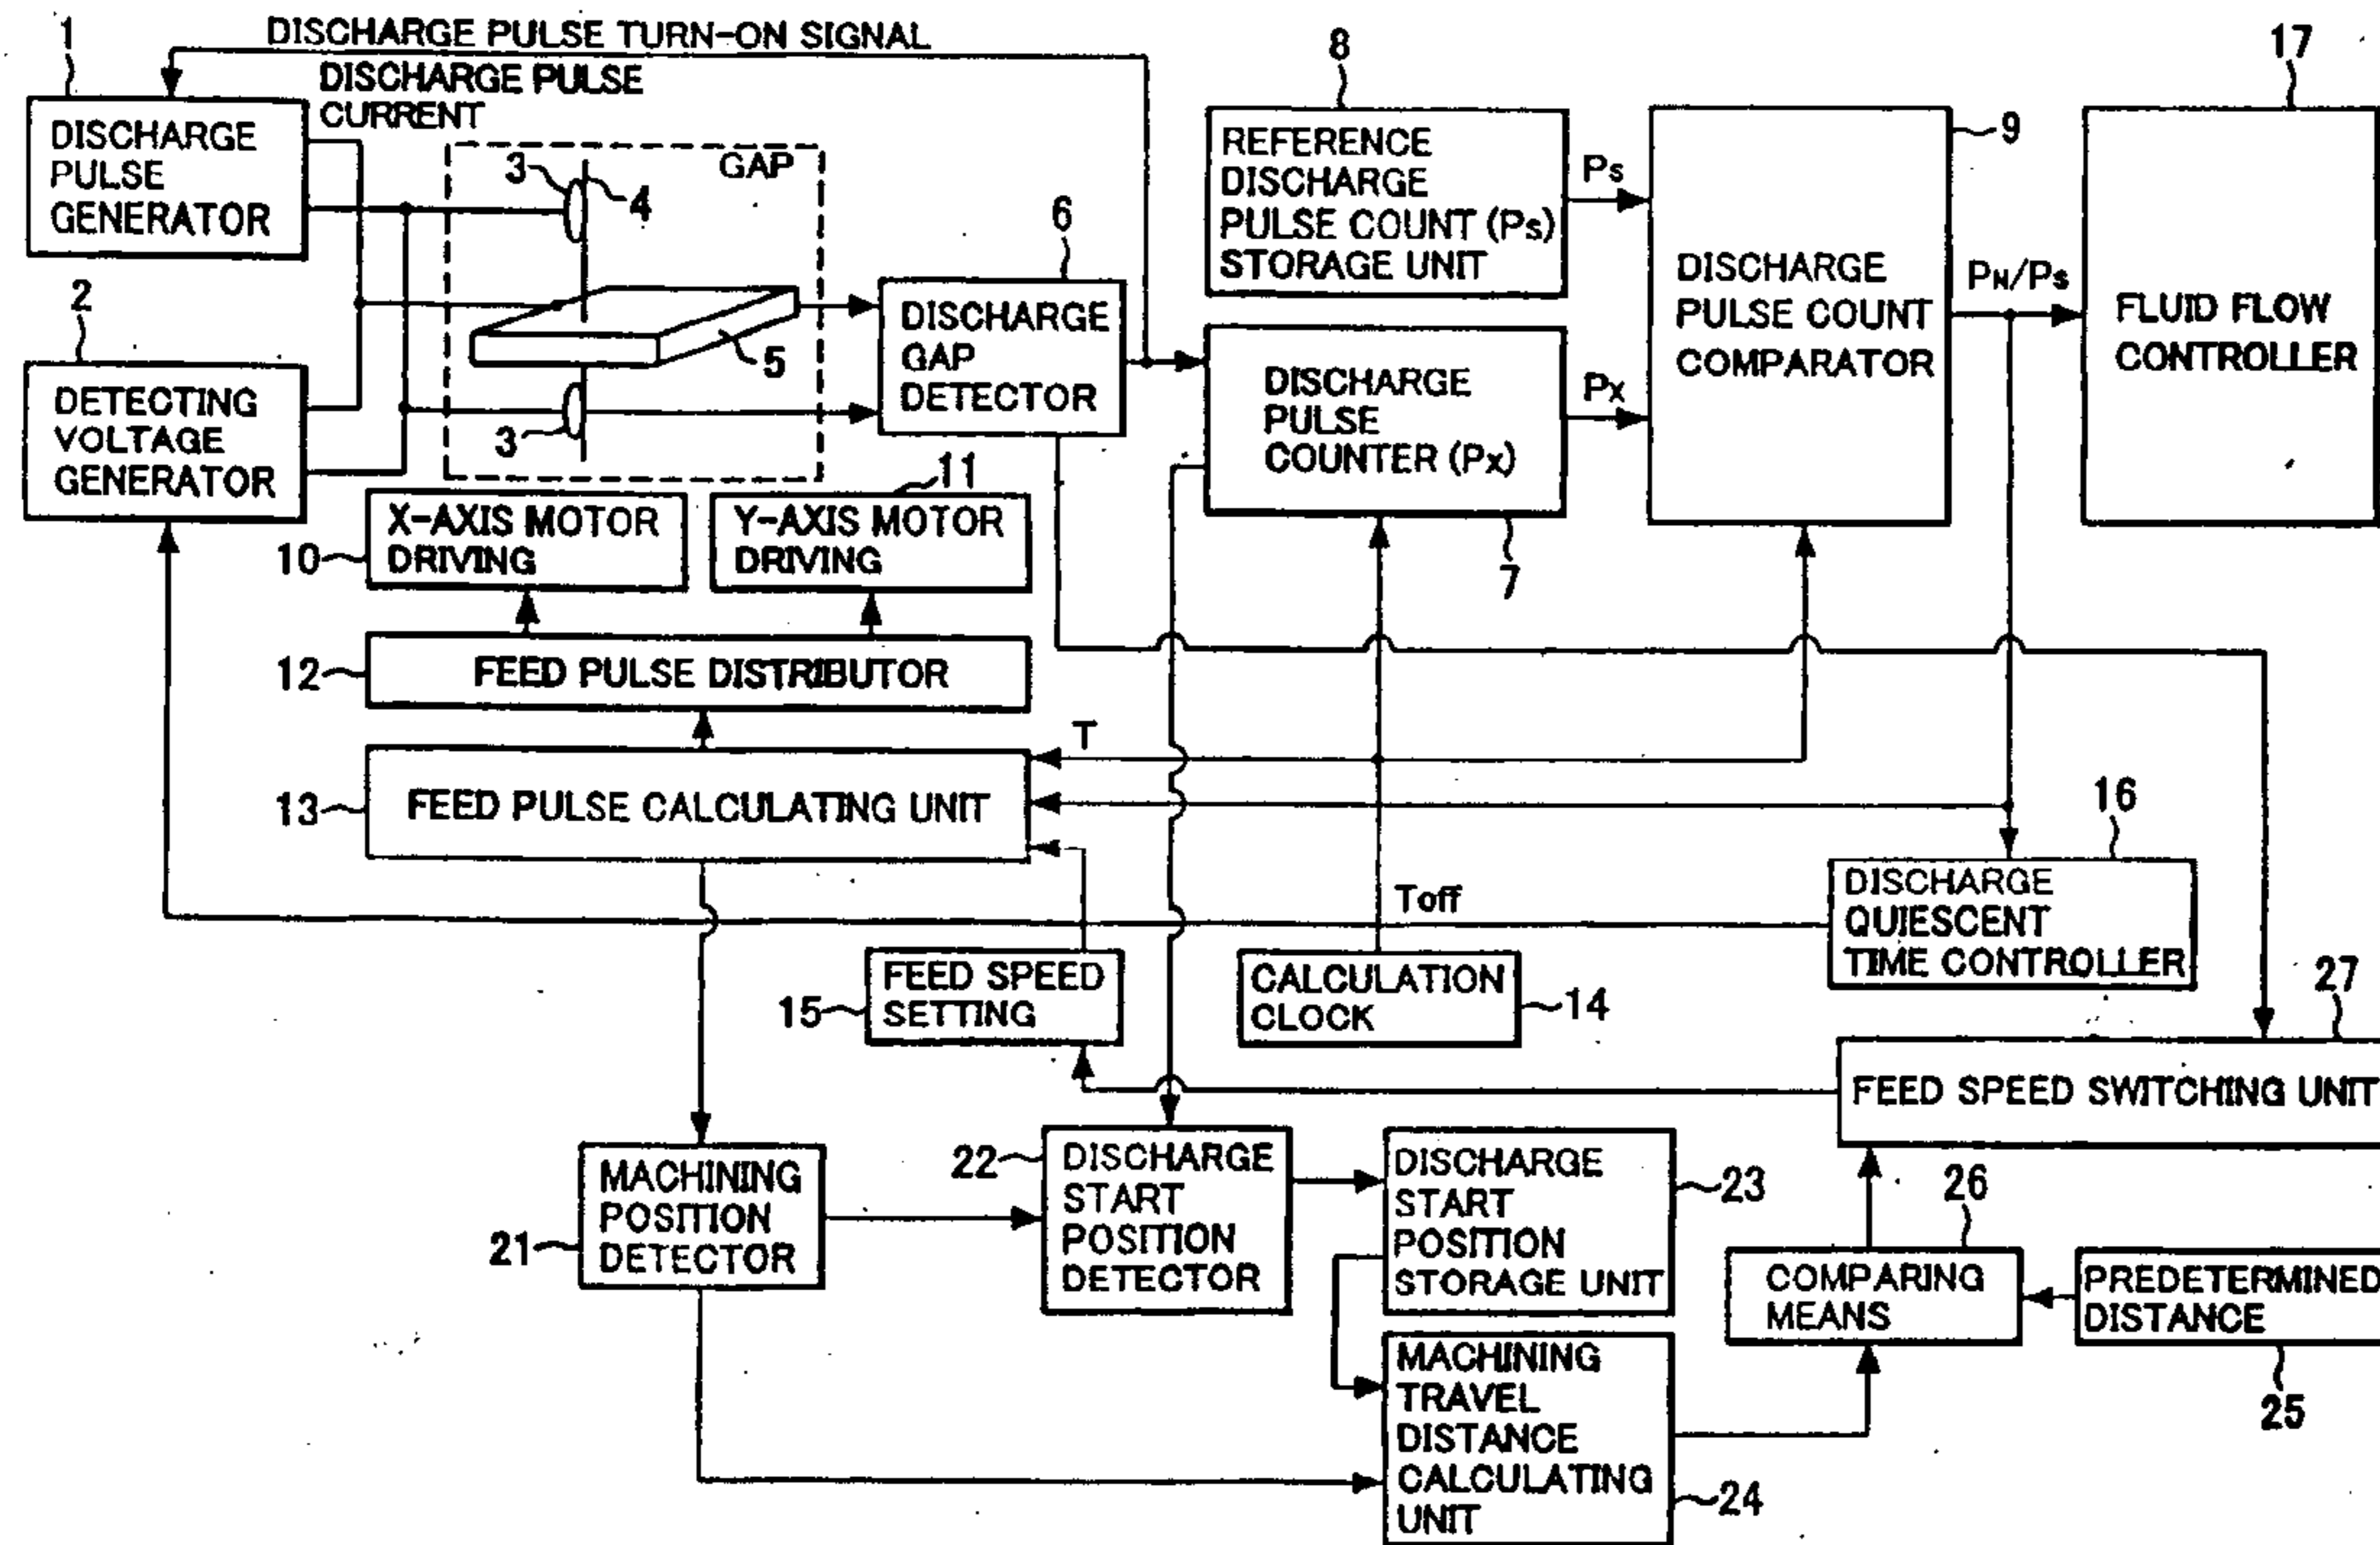 DISCHARGE PULSE TURN-ON SIGNAL
1
DISCHARGE PULSE
CURRENT
DISCHARGE
PULSE
GENERATOR
2
DETECTING
VOLTAGE
GENERATOR
GAP
3
4
5
3
6
DISCHARGE
GAP
DETECTOR
8
REFERENCE
DISCHARGE
PULSE COUNT (Ps)
STORAGE UNIT
Ps
DISCHARGE
PULSE
COUNTER (Px)
7
Px
9
DISCHARGE
PULSE COUNT
COMPARATOR
PN/Ps
17
FLUID FLOW
CONTROLLER
10
X-AXIS MOTOR
DRIVING
11
Y-AXIS MOTOR
DRIVING
12
FEED PULSE DISTRIBUTOR
13
FEED PULSE CALCULATING UNIT
T
Toff
16
DISCHARGE
QUIESCENT
TIME CONTROLLER
15
FEED SPEED
SETTING
CALCULATION
CLOCK
14
27
FEED SPEED SWITCHING UNIT
21
MACHINING
POSITION
DETECTOR
22
DISCHARGE
START
POSITION
DETECTOR
DISCHARGE
START
POSITION
STORAGE UNIT
23
26
COMPARING
MEANS
PREDETERMINED
DISTANCE
25
MACHINING
TRAVEL
DISTANCE
CALCULATING
UNIT
24